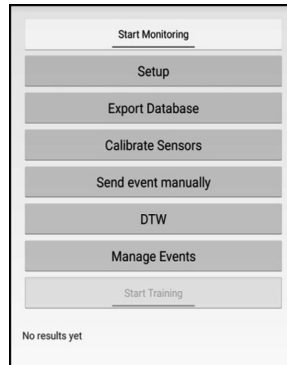 Start Monitoring
Setup
Export Database
Calibrate Sensors
Send event manually
DTW
Manage Events
Start Training
No results yet